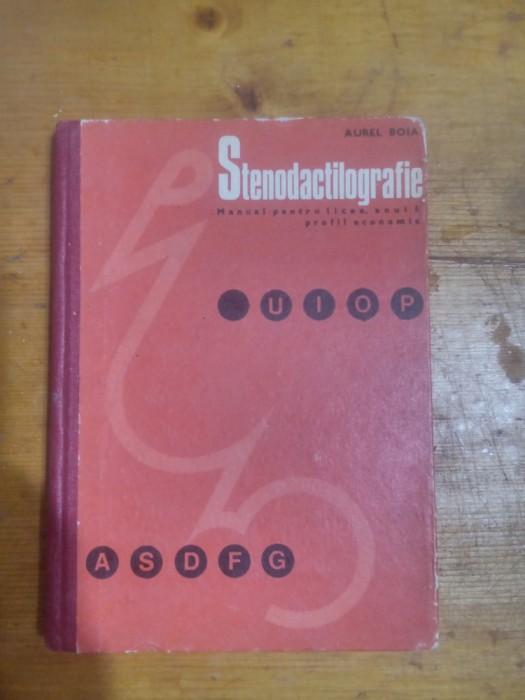 AUREL BOIA
Stenodactilografie
Manual pentru licee, anul I
profil economic
U I O P
A S D F G